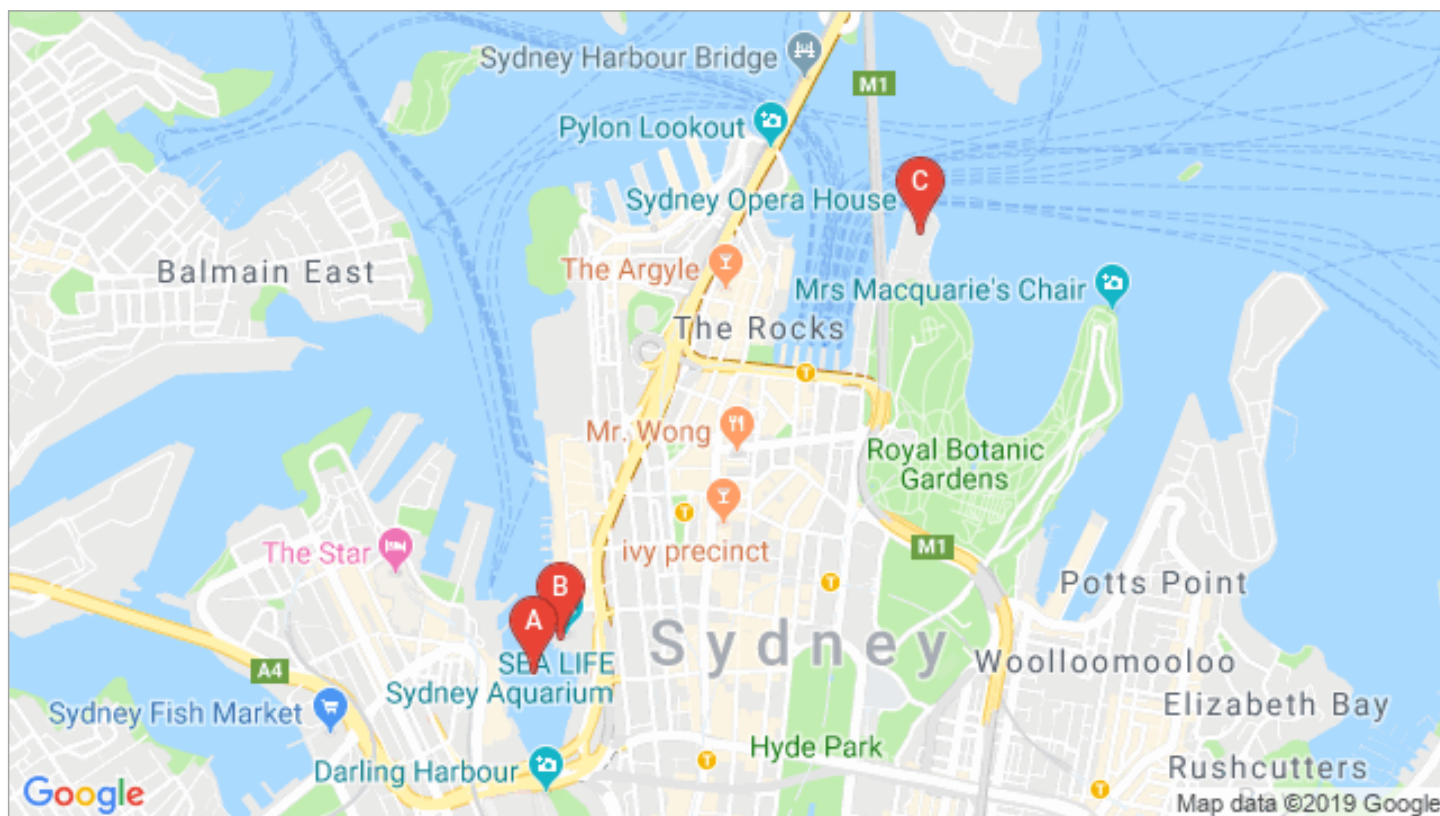 Sydney Harbour Bridge
M1
Pylon Lookout
C
Sydney Opera House
Balmain East
The Argyle
Mrs Macquarie's Chair
The Rocks
T
Mr. Wong
Royal Botanic
Gardens
T
The Star
ivy precinct
M1
B
T
Potts Point
A
Sydney
SEA LIFE
Sydney Aquarium
Woolloomooloo
A4
Elizabeth Bay
Sydney Fish Market
Hyde Park
T
Darling Harbour
Rushcutters
T
Google
Map data ©2019 Google